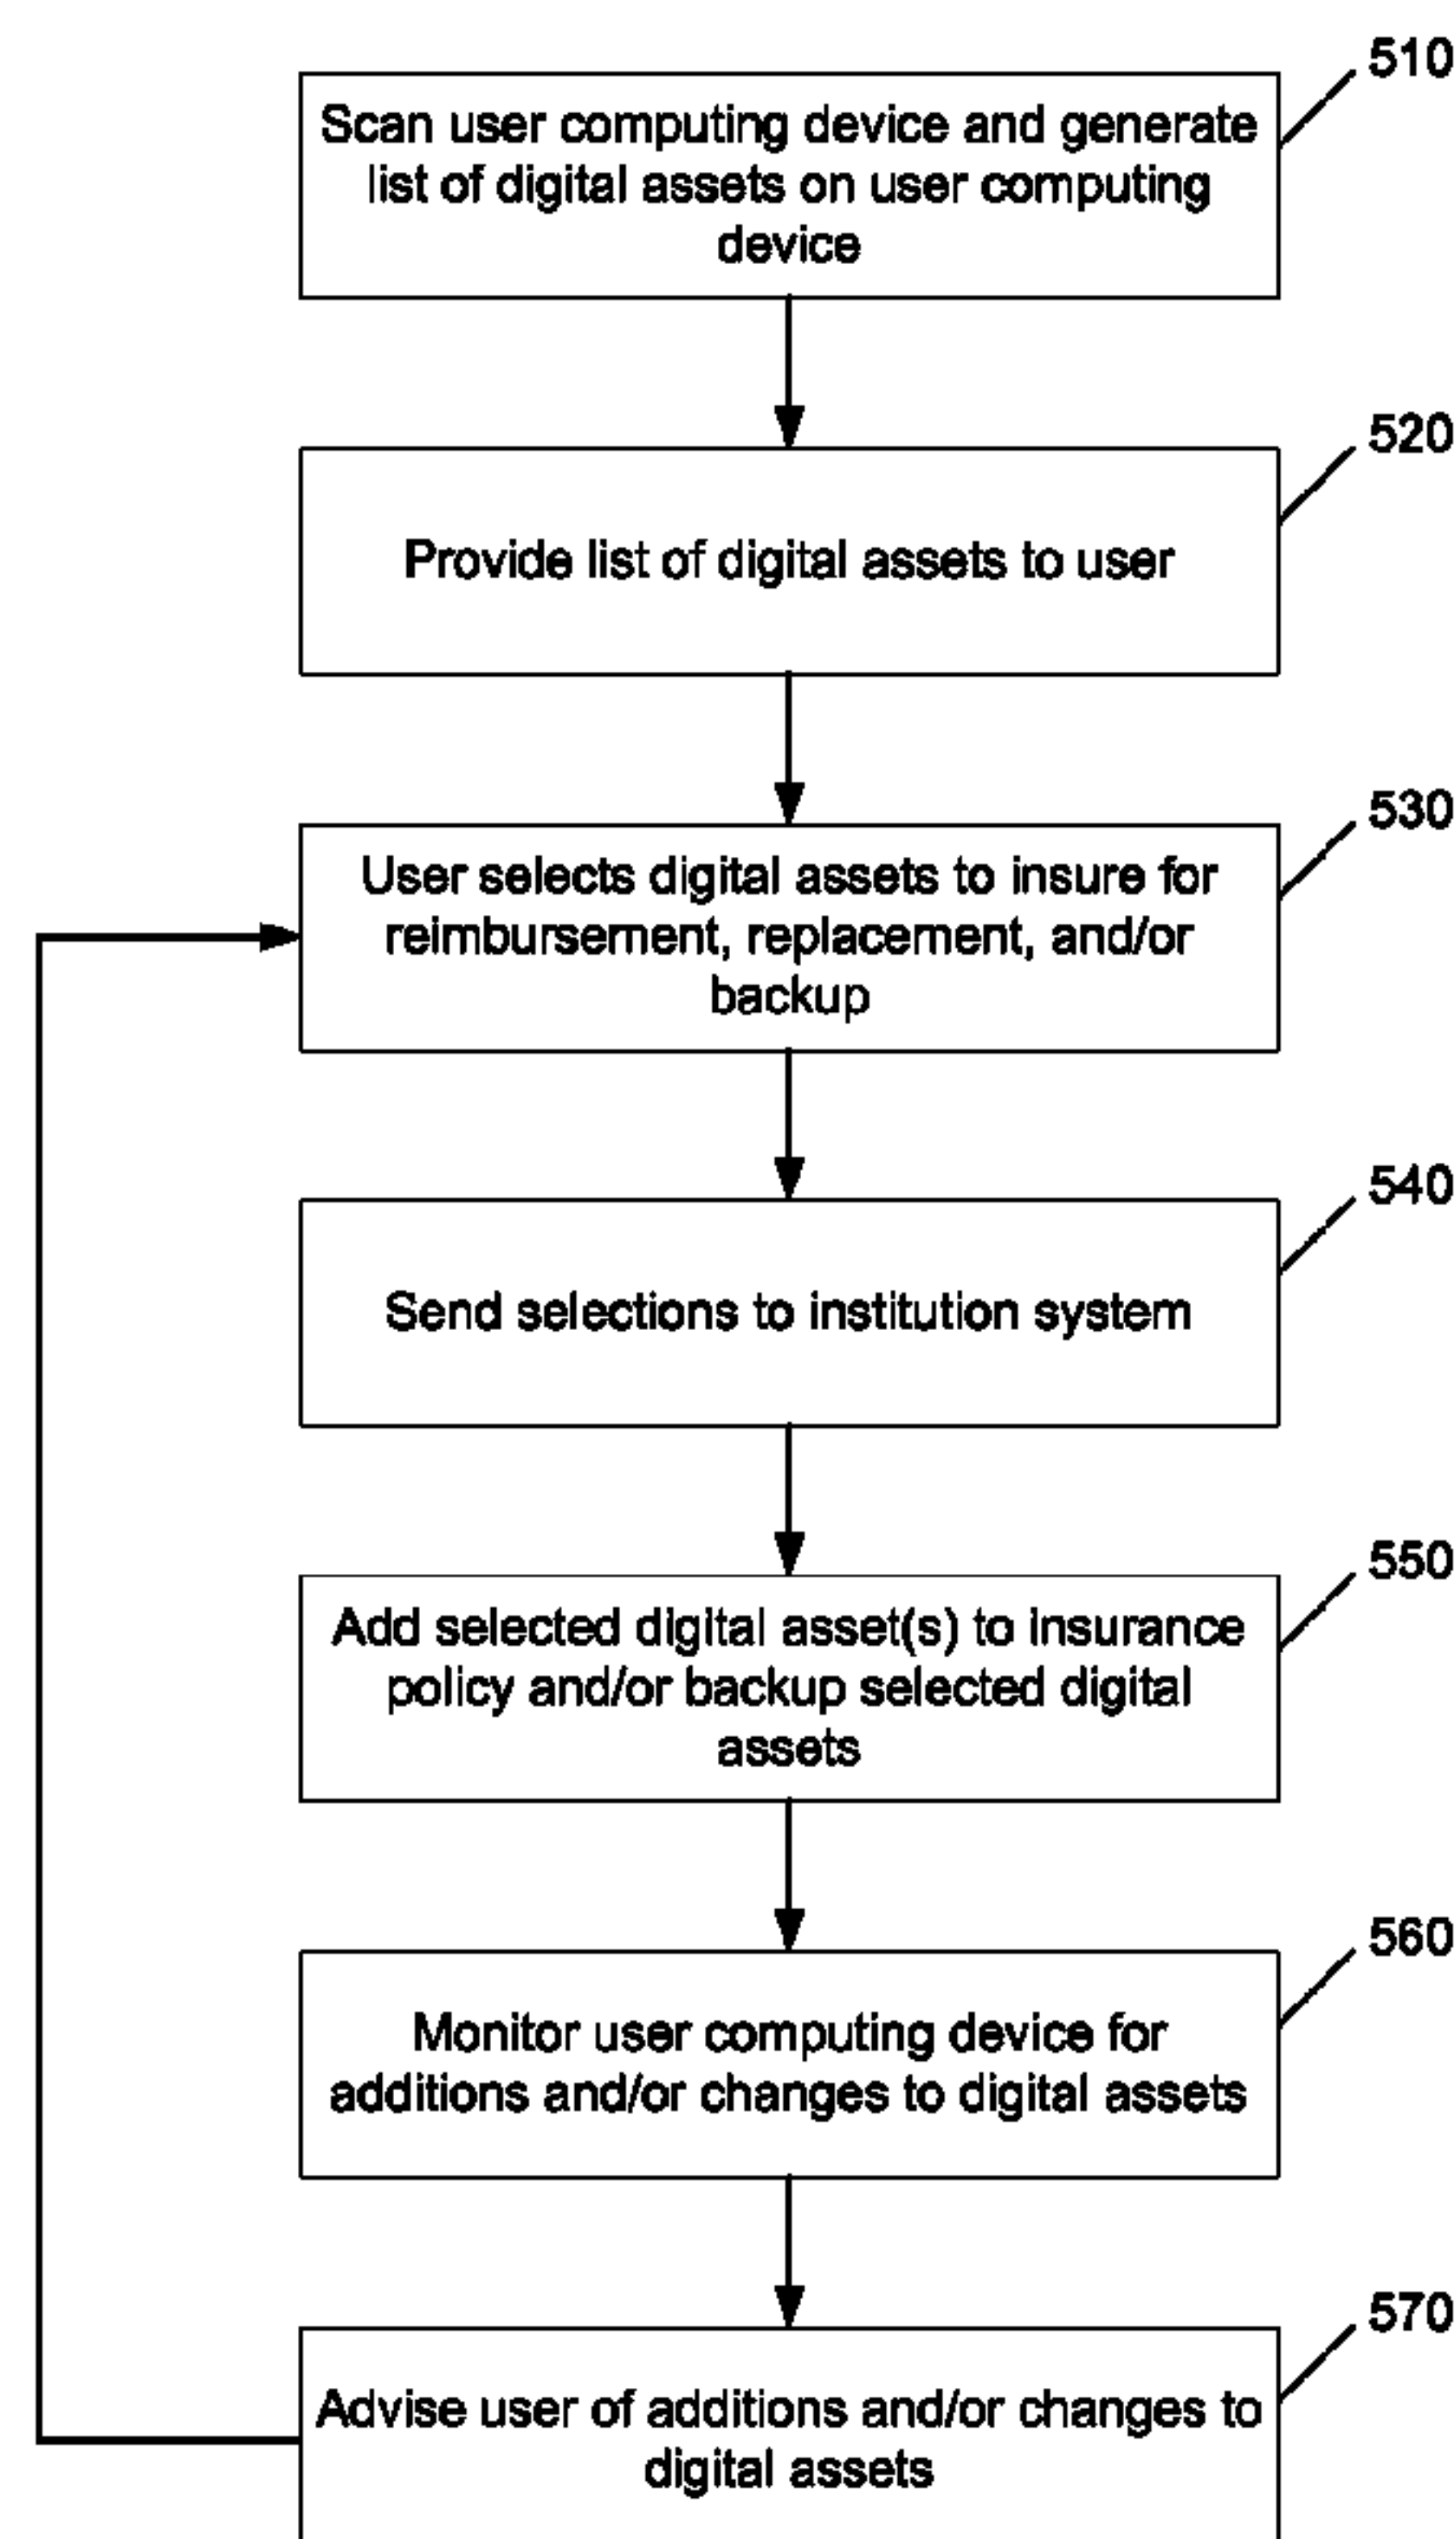 510
Scan user computing device and generate
list of digital assets on user computing
device
520
Provide list of digital assets to user
530
User selects digital assets to insure for
reimbursement, replacement, and/or
backup
540
Send selections to institution system
550
Add selected digital asset(s) to insurance
policy and/or backup selected digital
assets
560
Monitor user computing device for
additions and/or changes to digital assets
570
Advise user of additions and/or changes to
digital assets